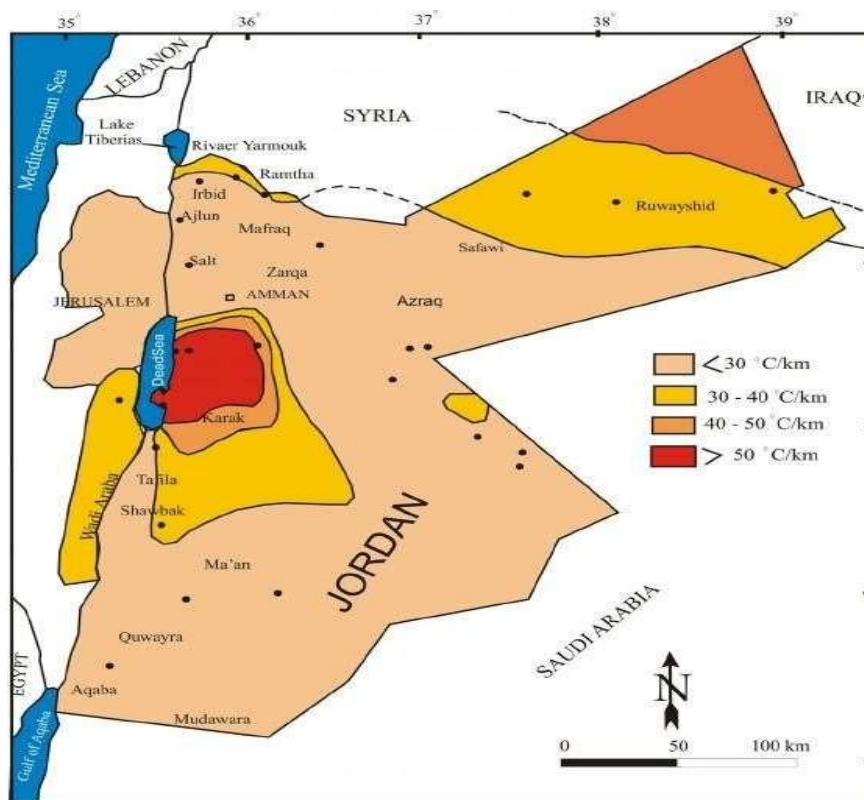 35°
36°
37
38
39
LEBANON
Mediterranean Sea
Lake
Tiberias
SYRIA
IRAQ
Rivaer Yarmouk
Ramtha
Irbid
Ajlun
Mafraq
Ruwayshid
Safawi
Salt
Zarqa
JERUSALEM
AMMAN
Azraq
DeadSea
< 30 °C/km
30 - 40 °C/km
40 - 50 °C/km
> 50 °C/km
Karak
Tafila
Wadi Araba
Shawbak
JORDAN
Ma'an
SAUDI ARABIA
Quwayra
EGYPT
Aqaba
Mudawara
N
Gulf of Aqaba
0 50 100 km